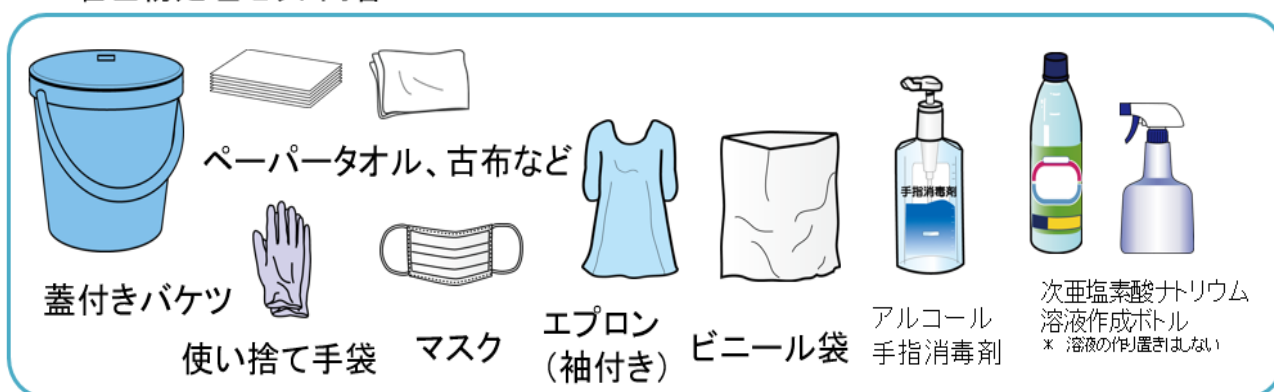 ペーパータオル、古布など
手指消毒剤
蓋付きバケツ
使い捨て手袋
マスク
エプロン
（袖付き）
ビニール袋
アルコール
手指消毒剤
次亜塩素酸ナトリウム
溶液作成ボトル
* 溶液の作り置きはしない